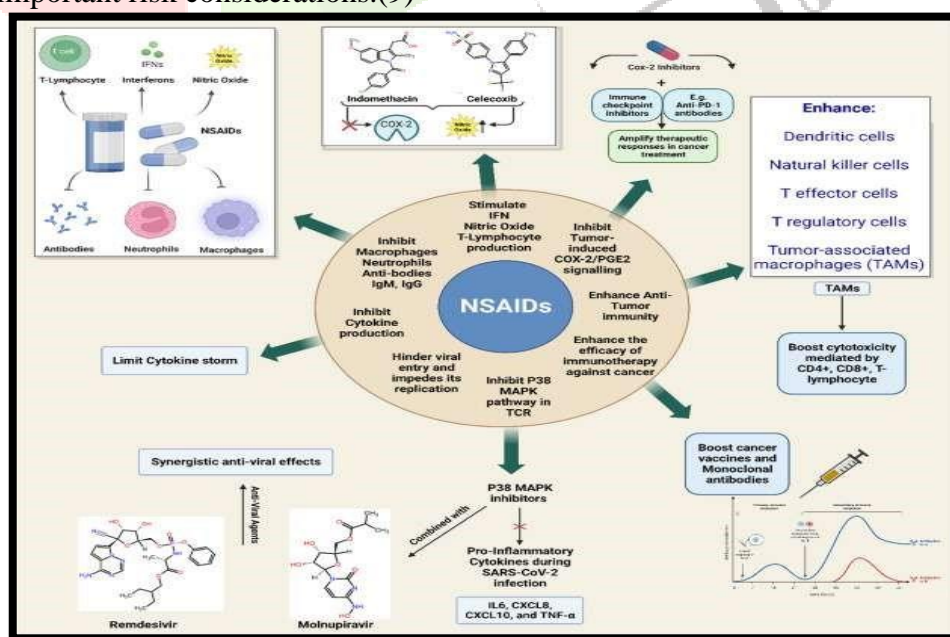 important risk considerations.(9)
T cell
IFNs
Nitric Oxide
T-Lymphocyte
Interferons
Nitric Oxide
NSAIDs
Antibodies
Neutrophils
Macrophages
Indomethacin
Celecoxib
COX-2
Nitric Oxide
Cox-2 Inhibitors
+
Immune
checkpoint
inhibitors
E.g.
Anti-PD-1
antibodies
Amplify therapeutic
responses in cancer
treatment
Enhance:
Dendritic cells
Natural killer cells
T effector cells
T regulatory cells
Tumor-associated
macrophages (TAMs)
TAMs
Boost cytotoxicity
mediated by
CD4+, CD8+, T-
lymphocyte
Stimulate
IFN
Nitric Oxide
T-Lymphocyte
production
Inhibit
Tumor-
induced
COX-2/PGE2
signalling
Inhibit
Macrophages
Neutrophils
Anti-bodies
IgM, IgG
NSAIDs
Enhance Anti-
Tumor
immunity
Inhibit
Cytokine
production
Enhance the
efficacy of
immunotherapy
against cancer
Hinder viral
entry and
impedes its
replication
Inhibit P38
MAPK
pathway in
TCR
Limit Cytokine storm
Synergistic anti-viral effects
Anti-Viral Agents
Remdesivir
Molnupiravir
Combined with
P38 MAPK
inhibitors
Pro-Inflammatory
Cytokines during
SARS-CoV-2
infection
IL6, CXCL8,
CXCL10, and TNF-α
Boost cancer
vaccines and
Monoclonal
antibodies